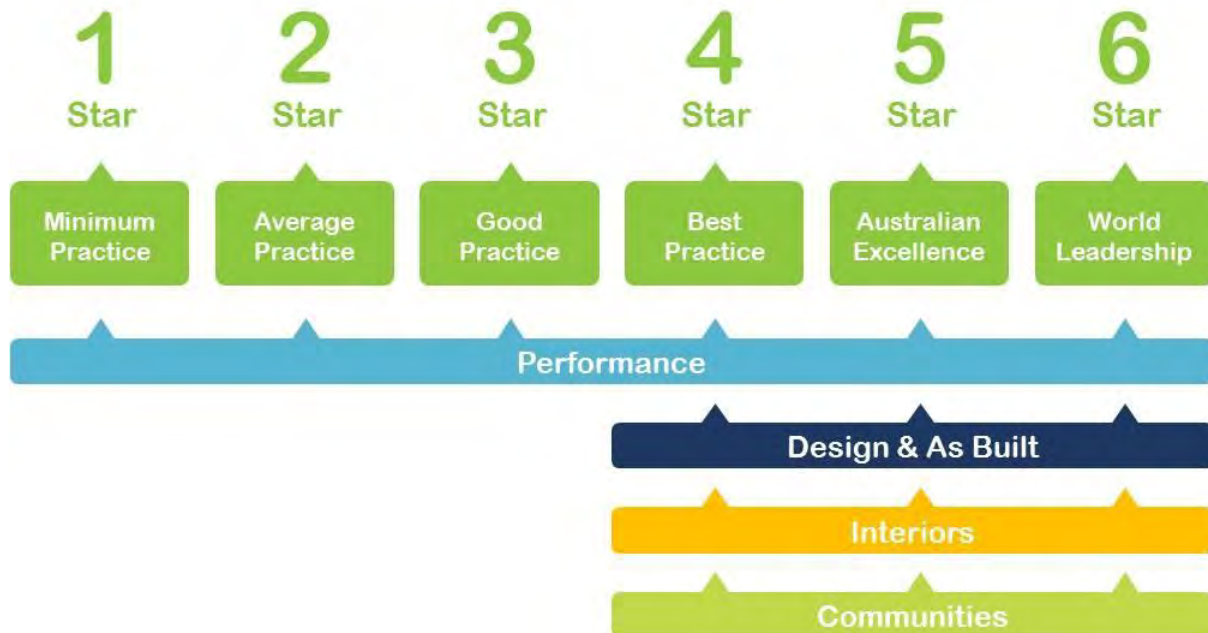 1 2 3 4 5 6
Star Star Star Star Star Star
Minimum Practice
Average Practice
Good Practice
Best Practice
Australian Excellence
World Leadership
Performance
Design & As Built
Interiors
Communities